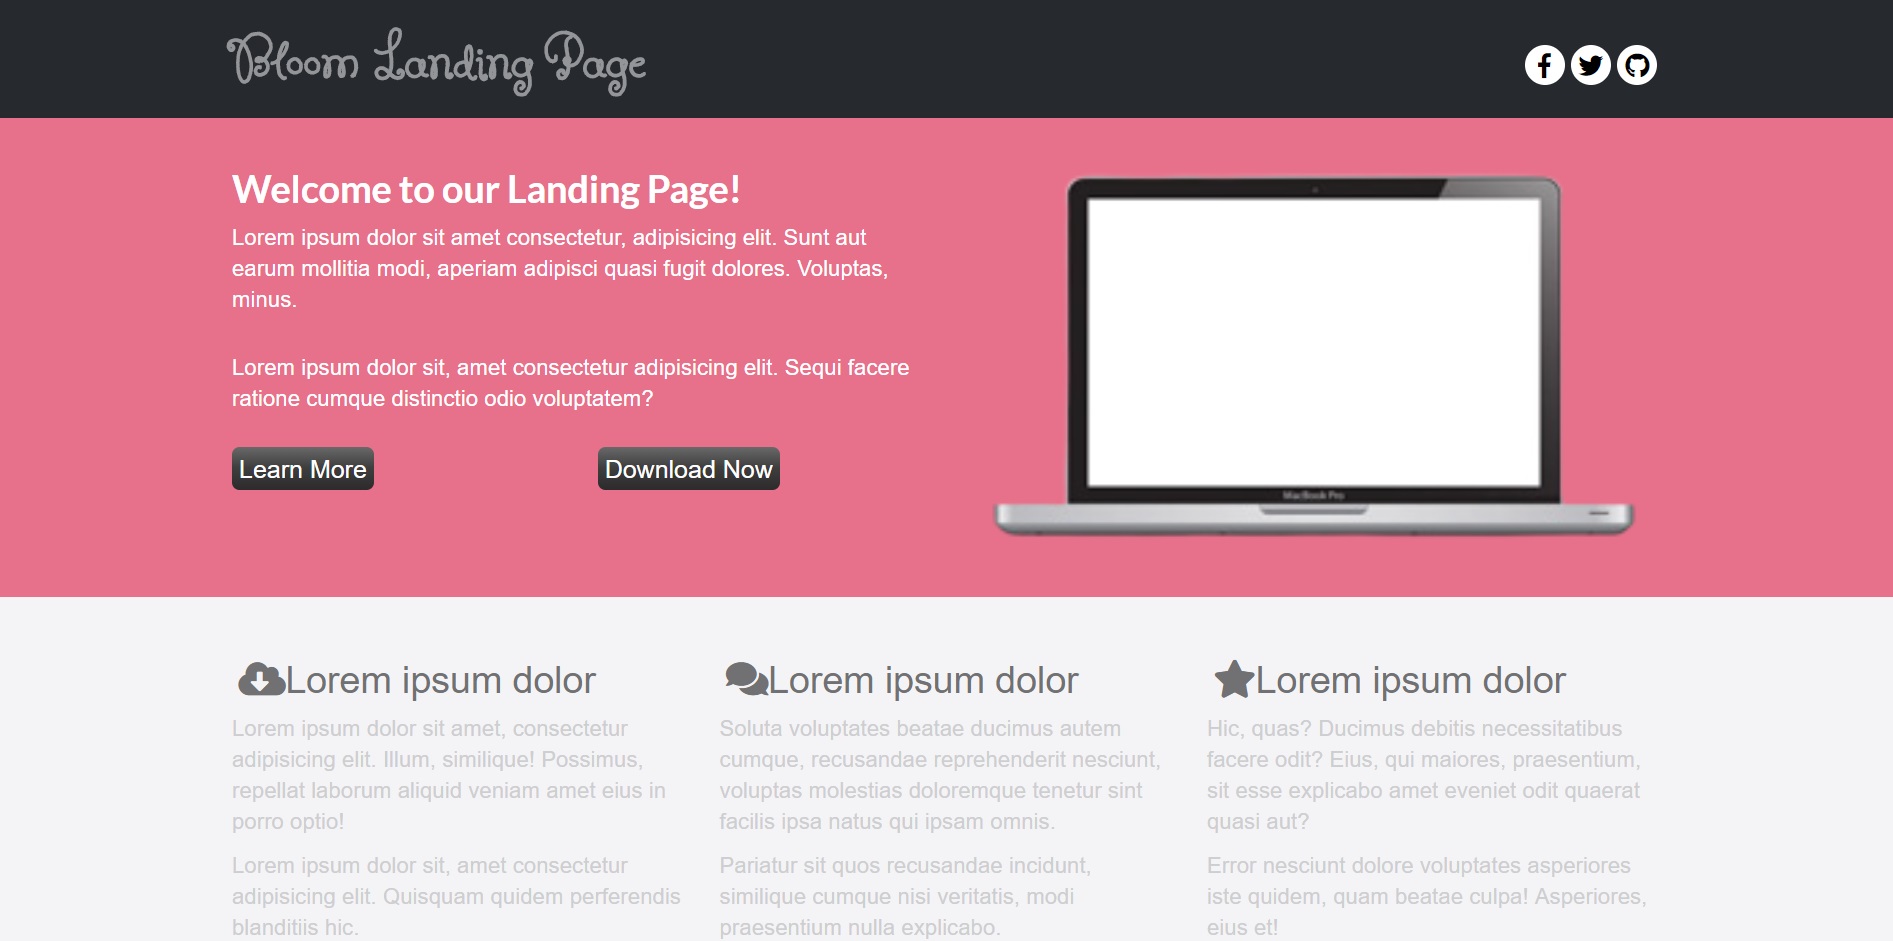 Bloom Landing Page
Welcome to our Landing Page!
Lorem ipsum dolor sit amet consectetur, adipisicing elit. Sunt aut
earum mollitia modi, aperiam adipisci quasi fugit dolores. Voluptas,
minus.
Lorem ipsum dolor sit, amet consectetur adipisicing elit. Sequi facere
ratione cumque distinctio odio voluptatem?
Learn More
Download Now
MacBook Pro
Lorem ipsum dolor
Lorem ipsum dolor sit amet, consectetur
adipisicing elit. Illum, similique! Possimus,
repellat laborum aliquid veniam amet eius in
porro optio!
Lorem ipsum dolor sit, amet consectetur
adipisicing elit. Quisquam quidem perferendis
blanditiis hic.
Lorem ipsum dolor
Soluta voluptates beatae ducimus autem
cumque, recusandae reprehenderit nesciunt,
voluptas molestias doloremque tenetur sint
facilis ipsa natus qui ipsam omnis.
Pariatur sit quos recusandae incidunt,
similique cumque nisi veritatis, modi
praesentium nulla explicabo.
Lorem ipsum dolor
Hic, quas? Ducimus debitis necessitatibus
facere odit? Eius, qui maiores, praesentium,
sit esse explicabo amet eveniet odit quaerat
quasi aut?
Error nesciunt dolore voluptates asperiores
iste quidem, quam beatae culpa! Asperiores,
eius et!